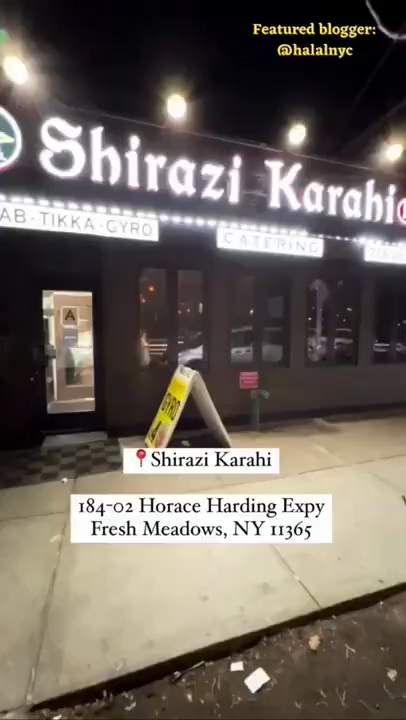 Featured blogger:
@halalnyc
Shirazi Karahi
AB-TIKKA-GYRO
CATERING
A
GYRO
📍Shirazi Karahi
184-02 Horace Harding Expy
Fresh Meadows, NY 11365